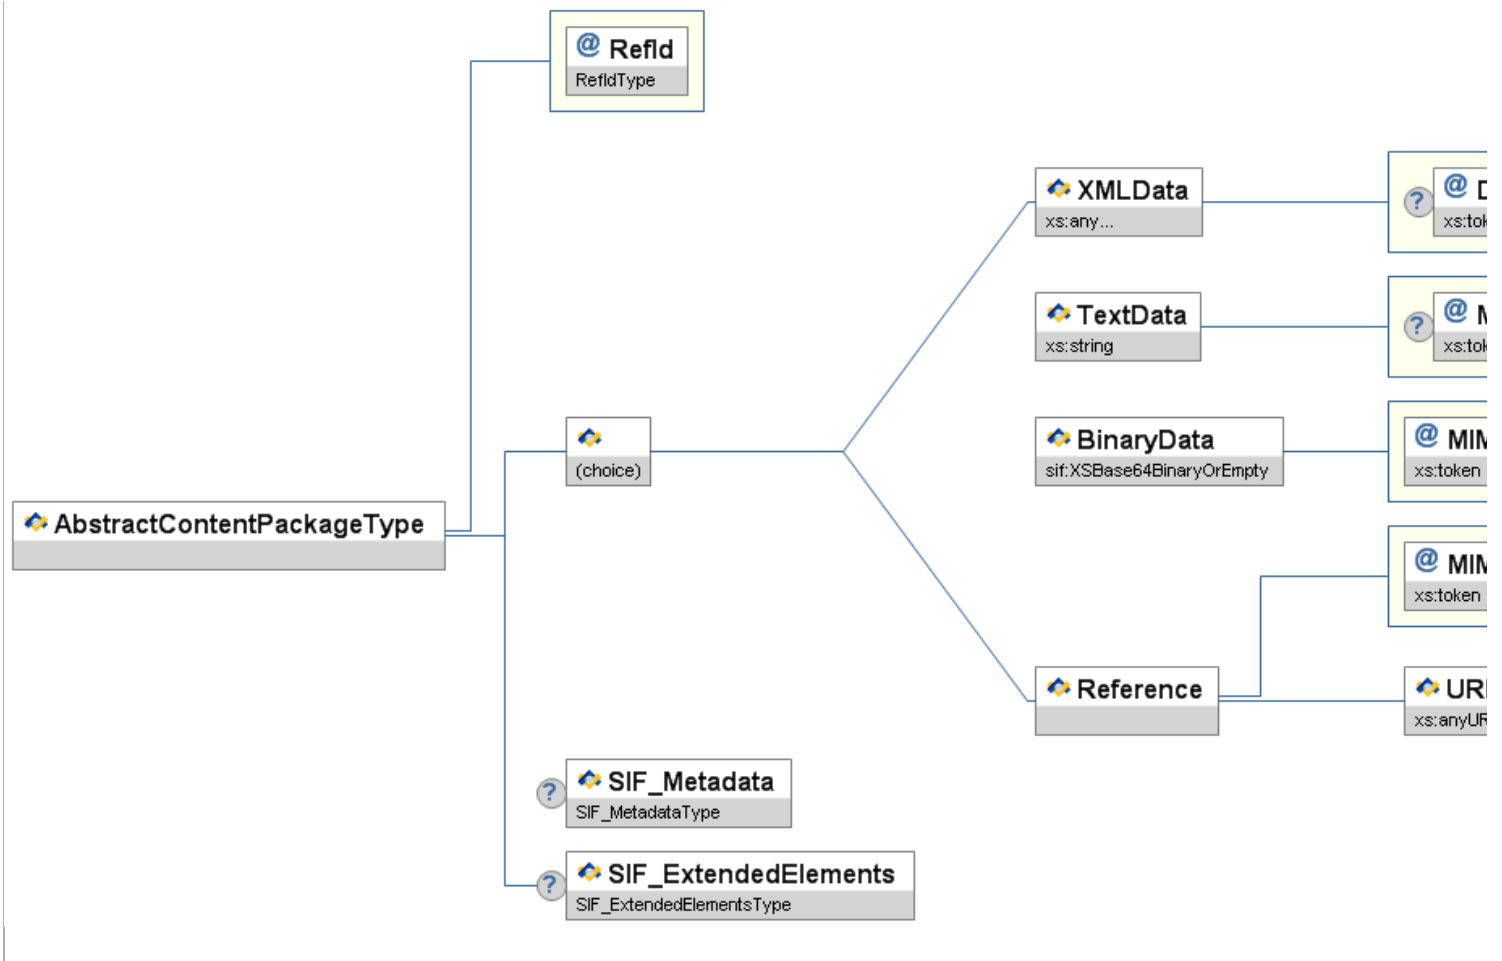 @ RefId
RefIdType
XMLData
xs:any...
? @
TextData
xs:string
? @
(choice)
BinaryData
sif:XSBase64BinaryOrEmpty
@
xs:token
AbstractContentPackageType
@
xs:token
Reference
? SIF_Metadata
SIF_MetadataType
? SIF_ExtendedElements
SIF_ExtendedElementsType